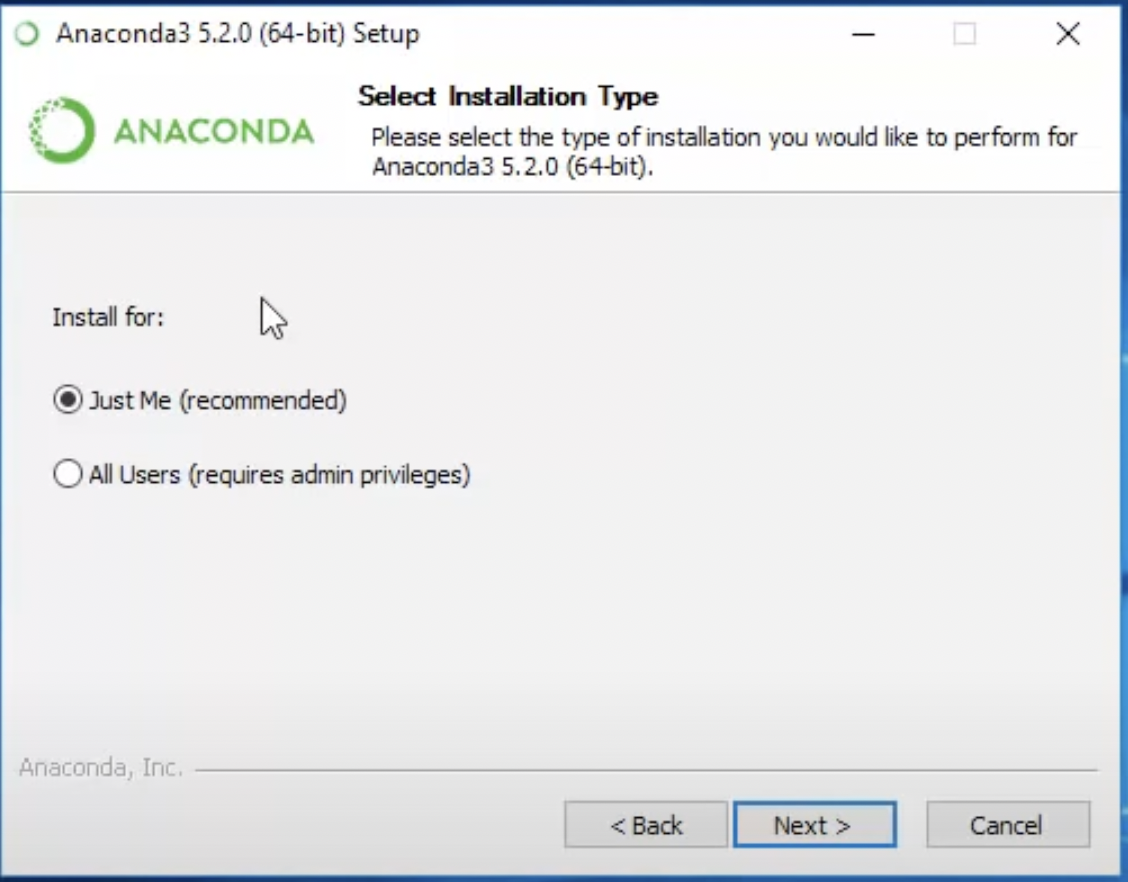 Anaconda3 5.2.0 (64-bit) Setup
ANACONDA
Select Installation Type
Please select the type of installation you would like to perform for
Anaconda3 5.2.0 (64-bit).
Install for:
Just Me (recommended)
All Users (requires admin privileges)
Anaconda, Inc.
< Back
Next >
Cancel